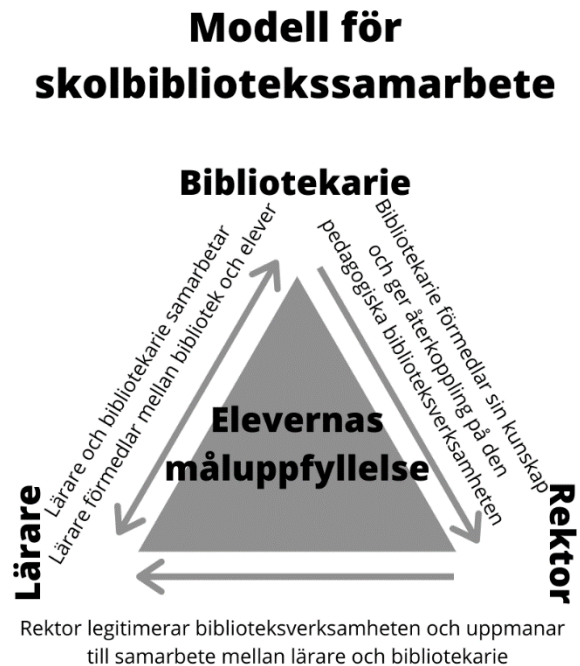 Modell för
skolbibliotekssamarbete
Bibliotekarie
Lärare och bibliotekarie samarbetar
Lärare förmedlar mellan bibliotek och elever
Bibliotekarie förmedlar sin kunskap
och ger återkoppling på den
pedagogiska biblioteksverksamheten
Elevernas
måluppfyllelse
Lärare
Rektor
Rektor legitimerar biblioteksverksamheten och uppmanar
till samarbete mellan lärare och bibliotekarie